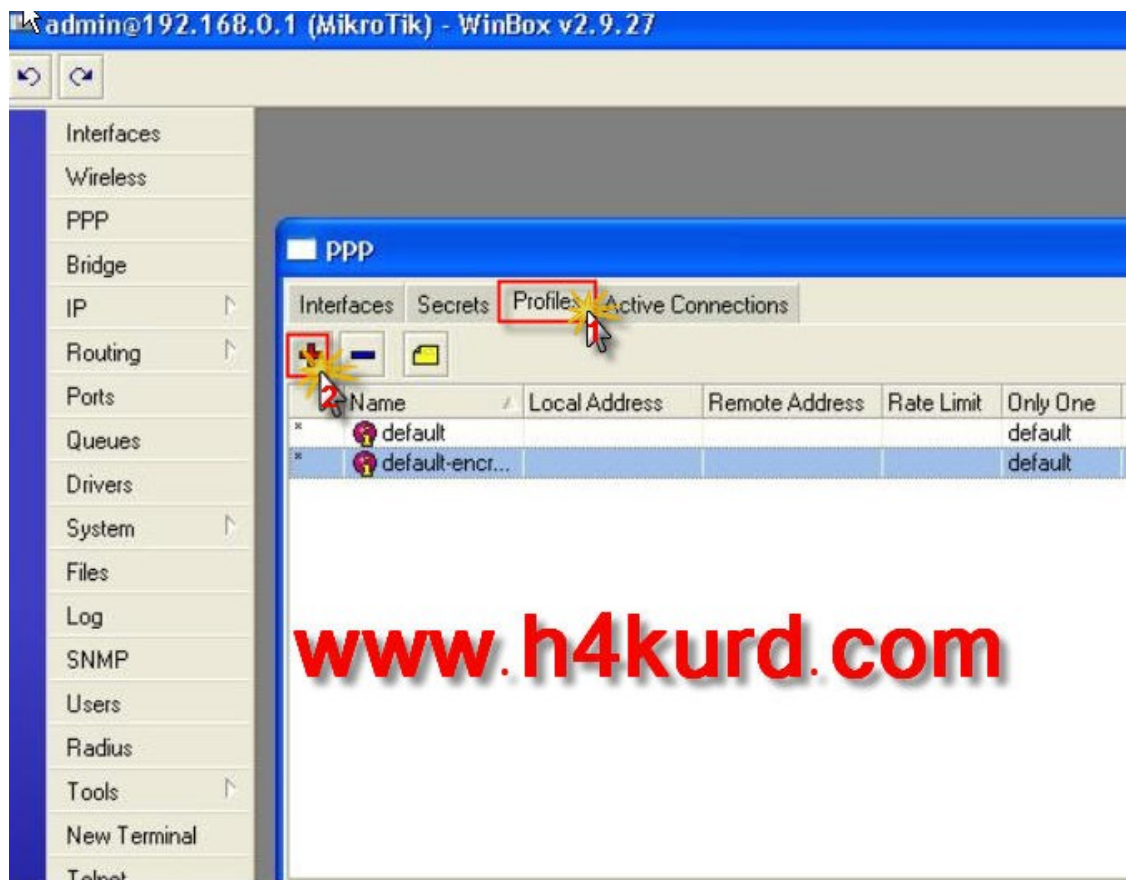 admin@192.168.0.1 (MikroTik) - WinBox v2.9.27
Interfaces
Wireless
PPP
Bridge
IP
Routing
Ports
Queues
Drivers
System
Files
Log
SNMP
Users
Radius
Tools
New Terminal
Telnet
PPP
Interfaces Secrets Profiles Active Connections
1
2
Name Local Address Remote Address Rate Limit Only One
* default default
* default-encr... default
www.h4kurd.com